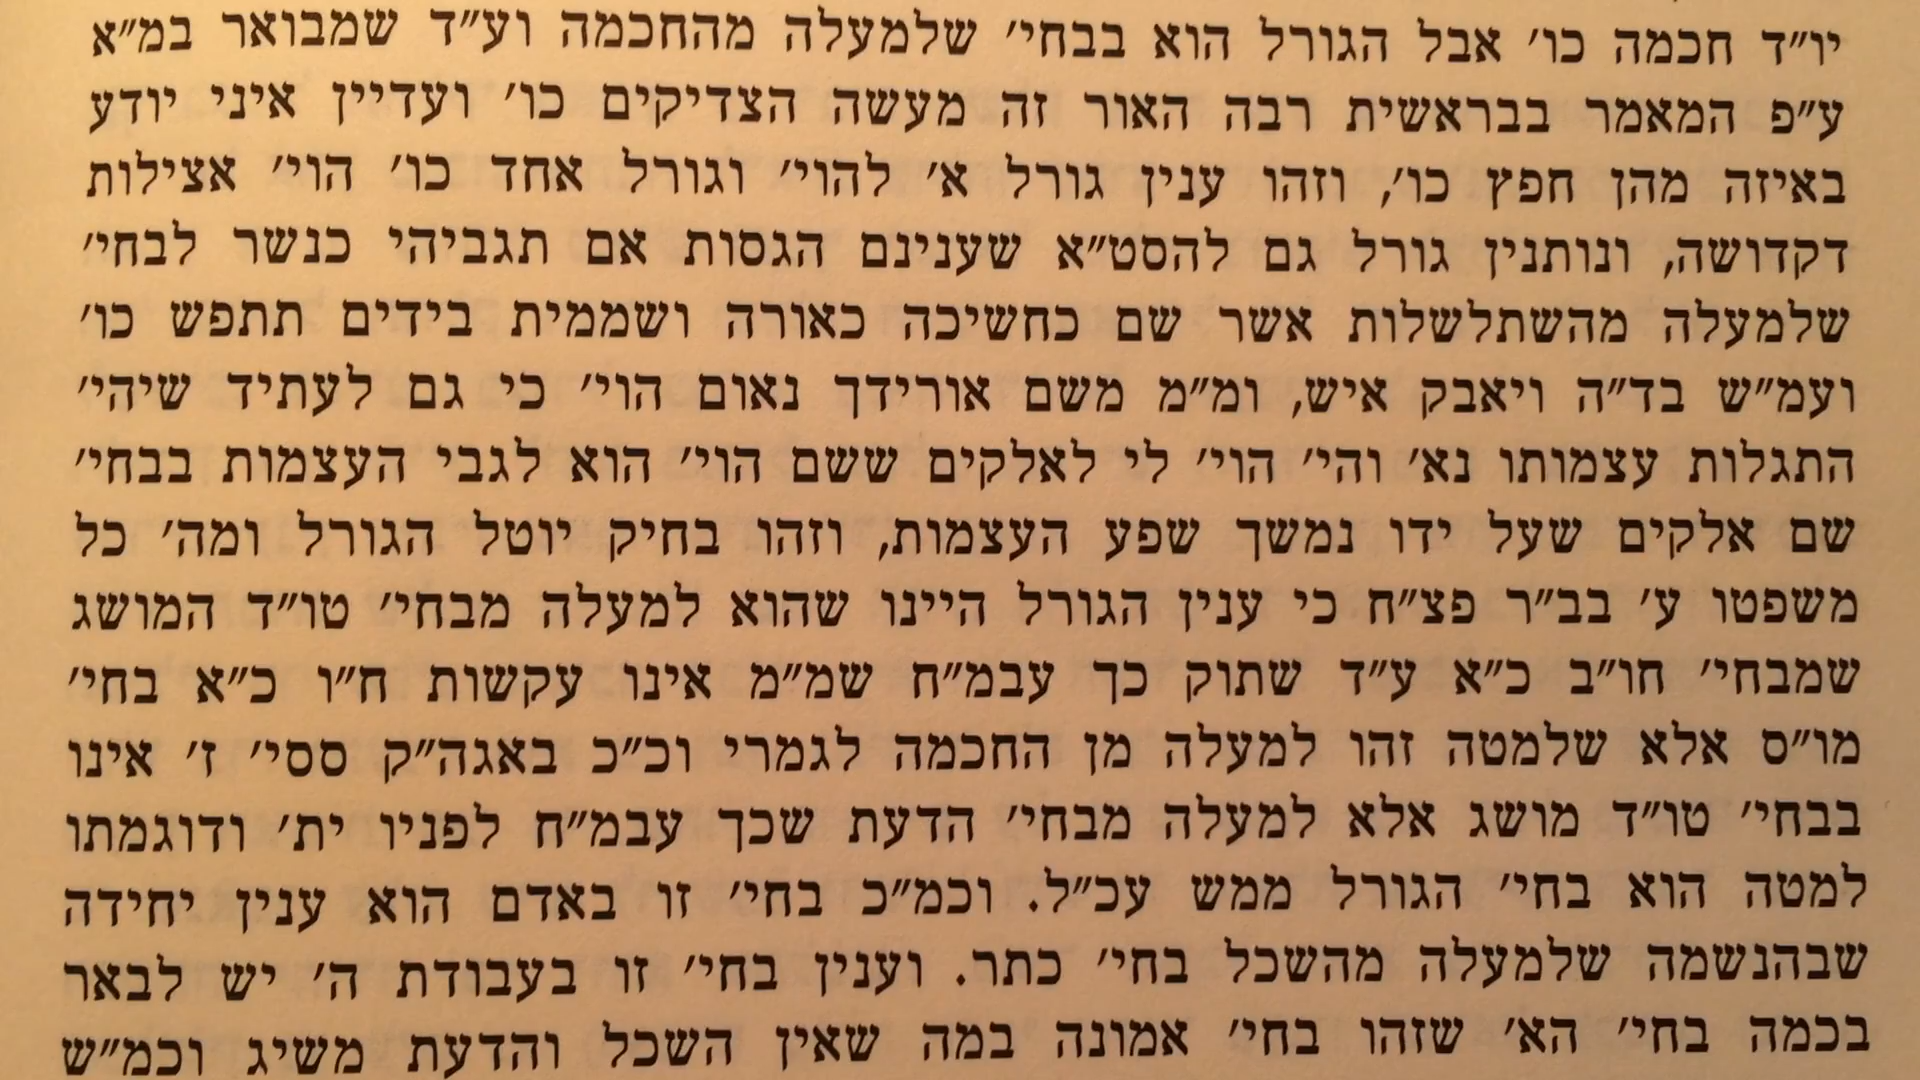 יו״ד חכמה כו׳ אבל הגורל הוא בבחי׳ שלמעלה מהחכמה וע״ד שמבואר במ״א
ע״פ המאמר בבראשית רבה האור זה מעשה הצדיקים כו׳ ועדיין איני יודע
באיזה מהן חפץ כו׳, וזהו ענין גורל א׳ להוי׳ וגורל אחד כו׳ הוי׳ אצילות
דקדושה, ונותנין גורל גם להסט״א שענינם הגסות אם תגביהי כנשר לבחי׳
שלמעלה מהשתלשלות אשר שם כחשיכה כאורה ושממית בידים תתפש כו׳
ועמ״ש בד״ה ויאבק איש, ומ״מ משם אורידך נאום הוי׳ כי גם לעתיד שיהי׳
התגלות עצמותו נא׳ והי׳ הוי׳ לי לאלקים ששם הוי׳ הוא לגבי העצמות בבחי׳
שם אלקים שעל ידו נמשך שפע העצמות, וזהו בחיק יוטל הגורל ומה׳ כל
משפטו ע׳ בב״ר פצ״ח כי ענין הגורל היינו שהוא למעלה מבחי׳ טו״ד המושג
שמבחי׳ חו״ב כ״א ע״ד שתוק כך עבמ״ח שמ״מ אינו עקשות ח״ו כ״א בחי׳
מו״ס אלא שלמטה זהו למעלה מן החכמה לגמרי וכ״כ באגה״ק ססי׳ ז׳ אינו
בבחי׳ טו״ד מושג אלא למעלה מבחי׳ הדעת שכך עבמ״ח לפניו ית׳ ודוגמתו
למטה הוא בחי׳ הגורל ממש עכ״ל. וכמ״כ בחי׳ זו באדם הוא ענין יחידה
שבהנשמה שלמעלה מהשכל בחי׳ כתר. וענין בחי׳ זו בעבודת ה׳ יש לבאר
בכמה בחי׳ הא׳ שזהו בחי׳ אמונה במה שאין השכל והדעת משיג וכמ״ש